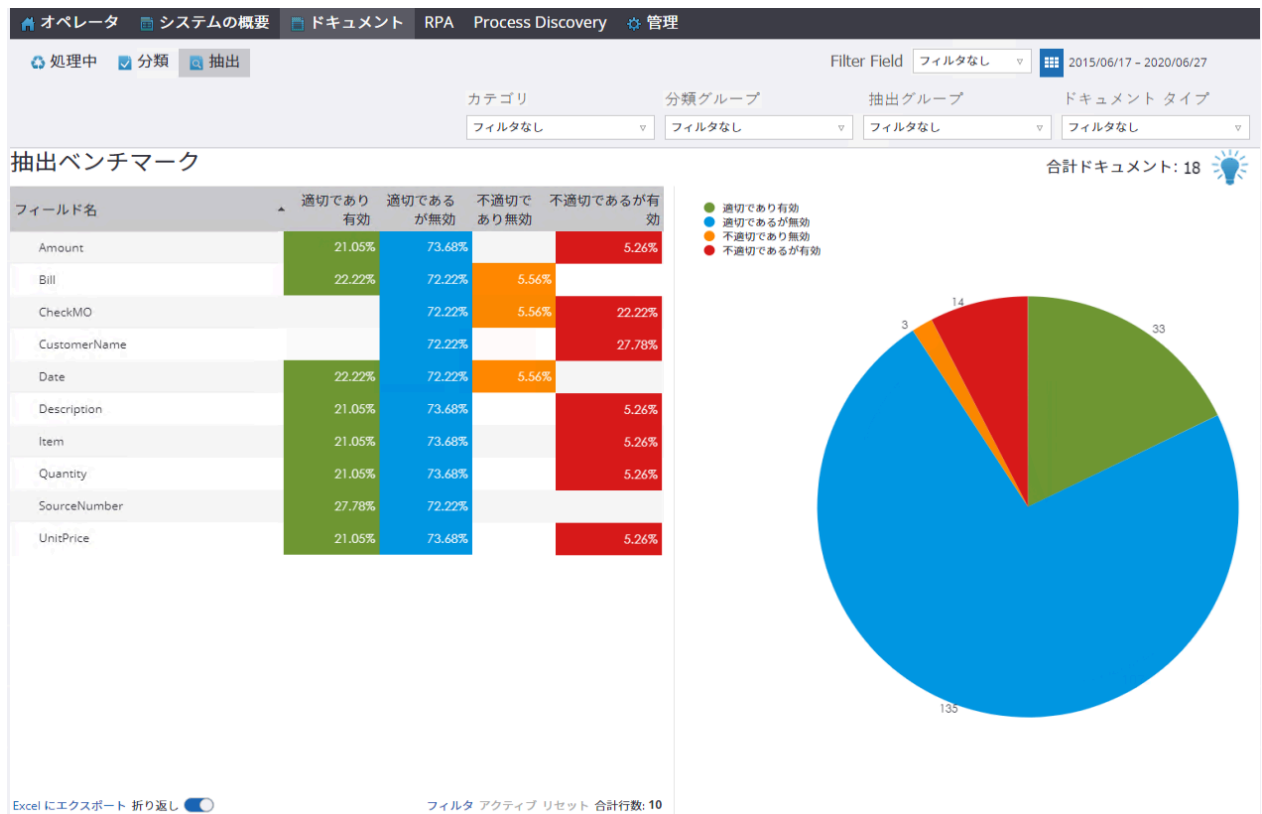 オペレータ システムの概要 ドキュメント RPA Process Discovery 管理
処理中 分類 抽出 Filter Field フィルタなし 2015/06/17 – 2020/06/27
カテゴリ 分類グループ 抽出グループ ドキュメント タイプ
フィルタなし フィルタなし フィルタなし フィルタなし
抽出ベンチマーク
合計ドキュメント: 18
フィールド名 適切であり有効 適切であるが無効 不適切であり無効 不適切であるが有効
Amount 21.05% 73.68% 5.26%
Bill 22.22% 72.22% 5.56%
CheckMO 72.22% 5.56% 22.22%
CustomerName 72.22% 27.78%
Date 22.22% 72.22% 5.56%
Description 21.05% 73.68% 5.26%
Item 21.05% 73.68% 5.26%
Quantity 21.05% 73.68% 5.26%
SourceNumber 27.78% 72.22%
UnitPrice 21.05% 73.68% 5.26%
適切であり有効
適切であるが無効
不適切であり無効
不適切であるが有効
14
3
33
135
Excel にエクスポート 折り返し フィルタ アクティブ リセット 合計行数: 10